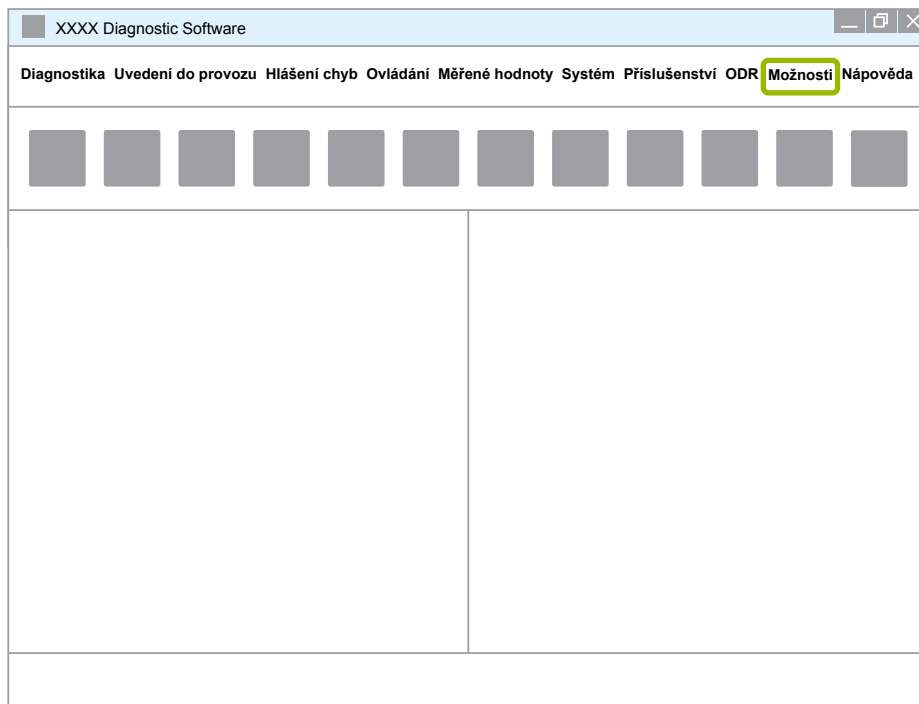 XXXX Diagnostic Software
Diagnostika Uvedení do provozu Hlášení chyb Ovládání Měřené hodnoty Systém Příslušenství ODR Možnosti Nápověda